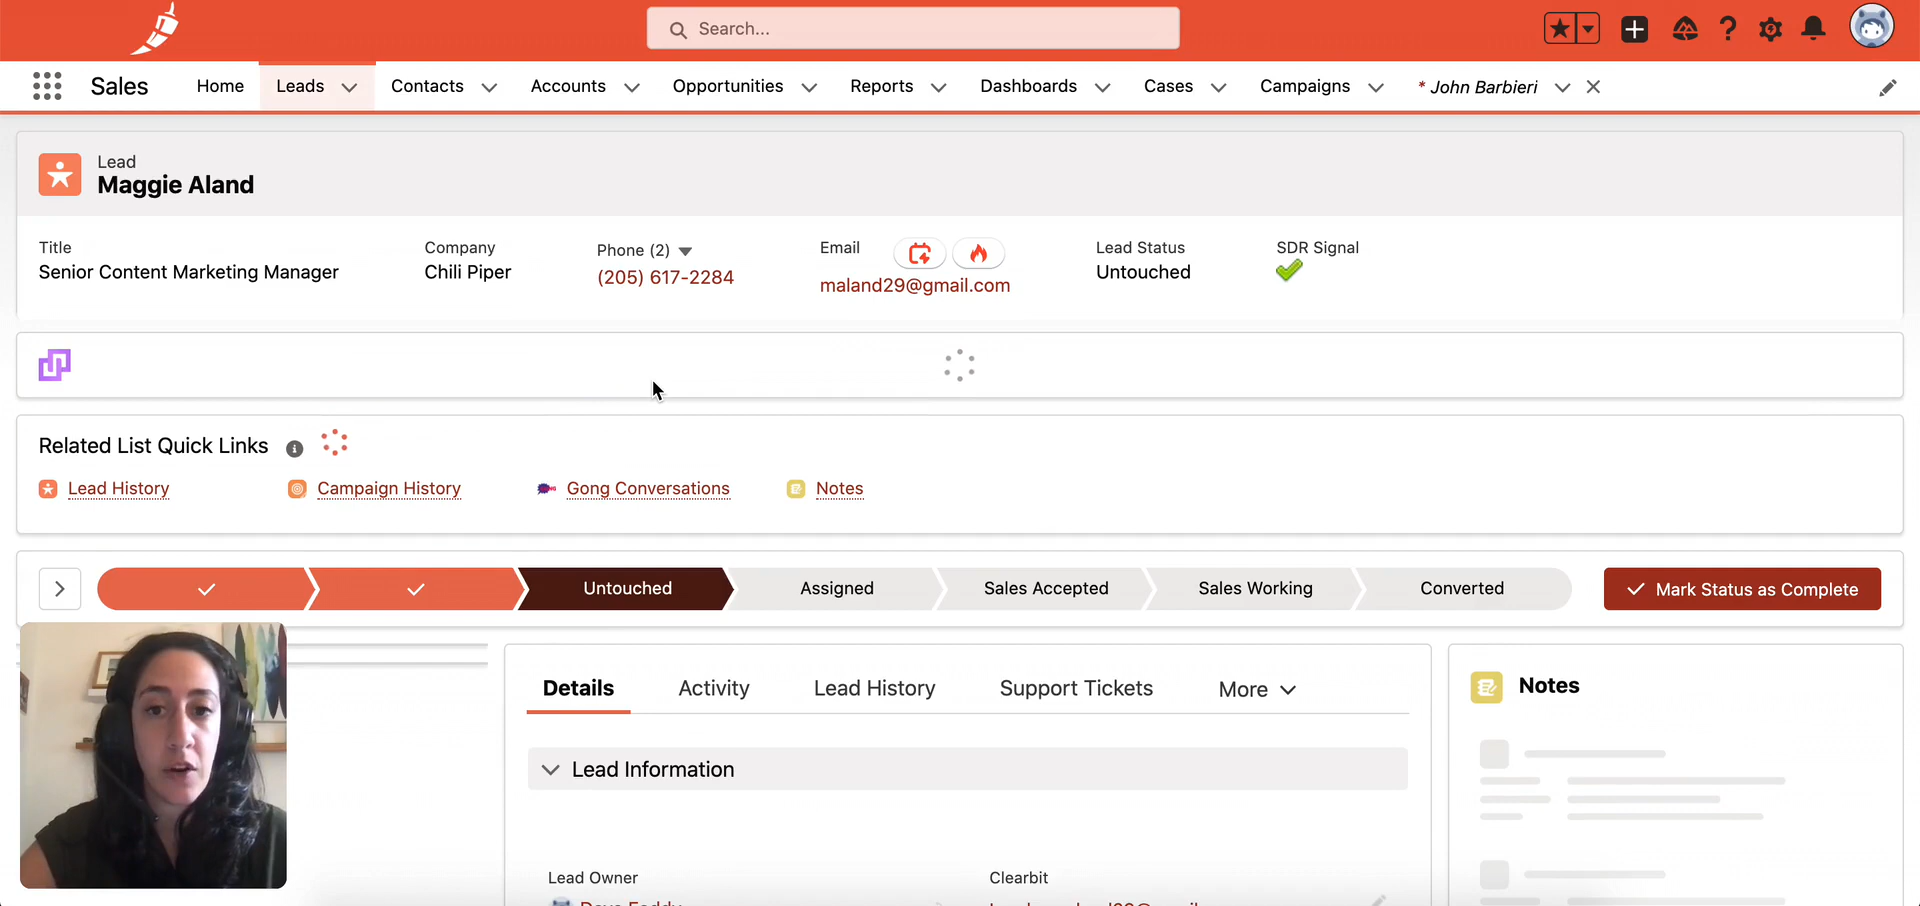 Search...
Sales
Home
Leads
Contacts
Accounts
Opportunities
Reports
Dashboards
Cases
Campaigns
* John Barbieri
Lead
Maggie Aland
Title
Senior Content Marketing Manager
Company
Chili Piper
Phone (2)
(205) 617-2284
Email
maland29@gmail.com
Lead Status
Untouched
SDR Signal
Related List Quick Links
Lead History
Campaign History
Gong Conversations
Notes
Untouched
Assigned
Sales Accepted
Sales Working
Converted
Mark Status as Complete
Details
Activity
Lead History
Support Tickets
More
Notes
Lead Information
Lead Owner
Clearbit